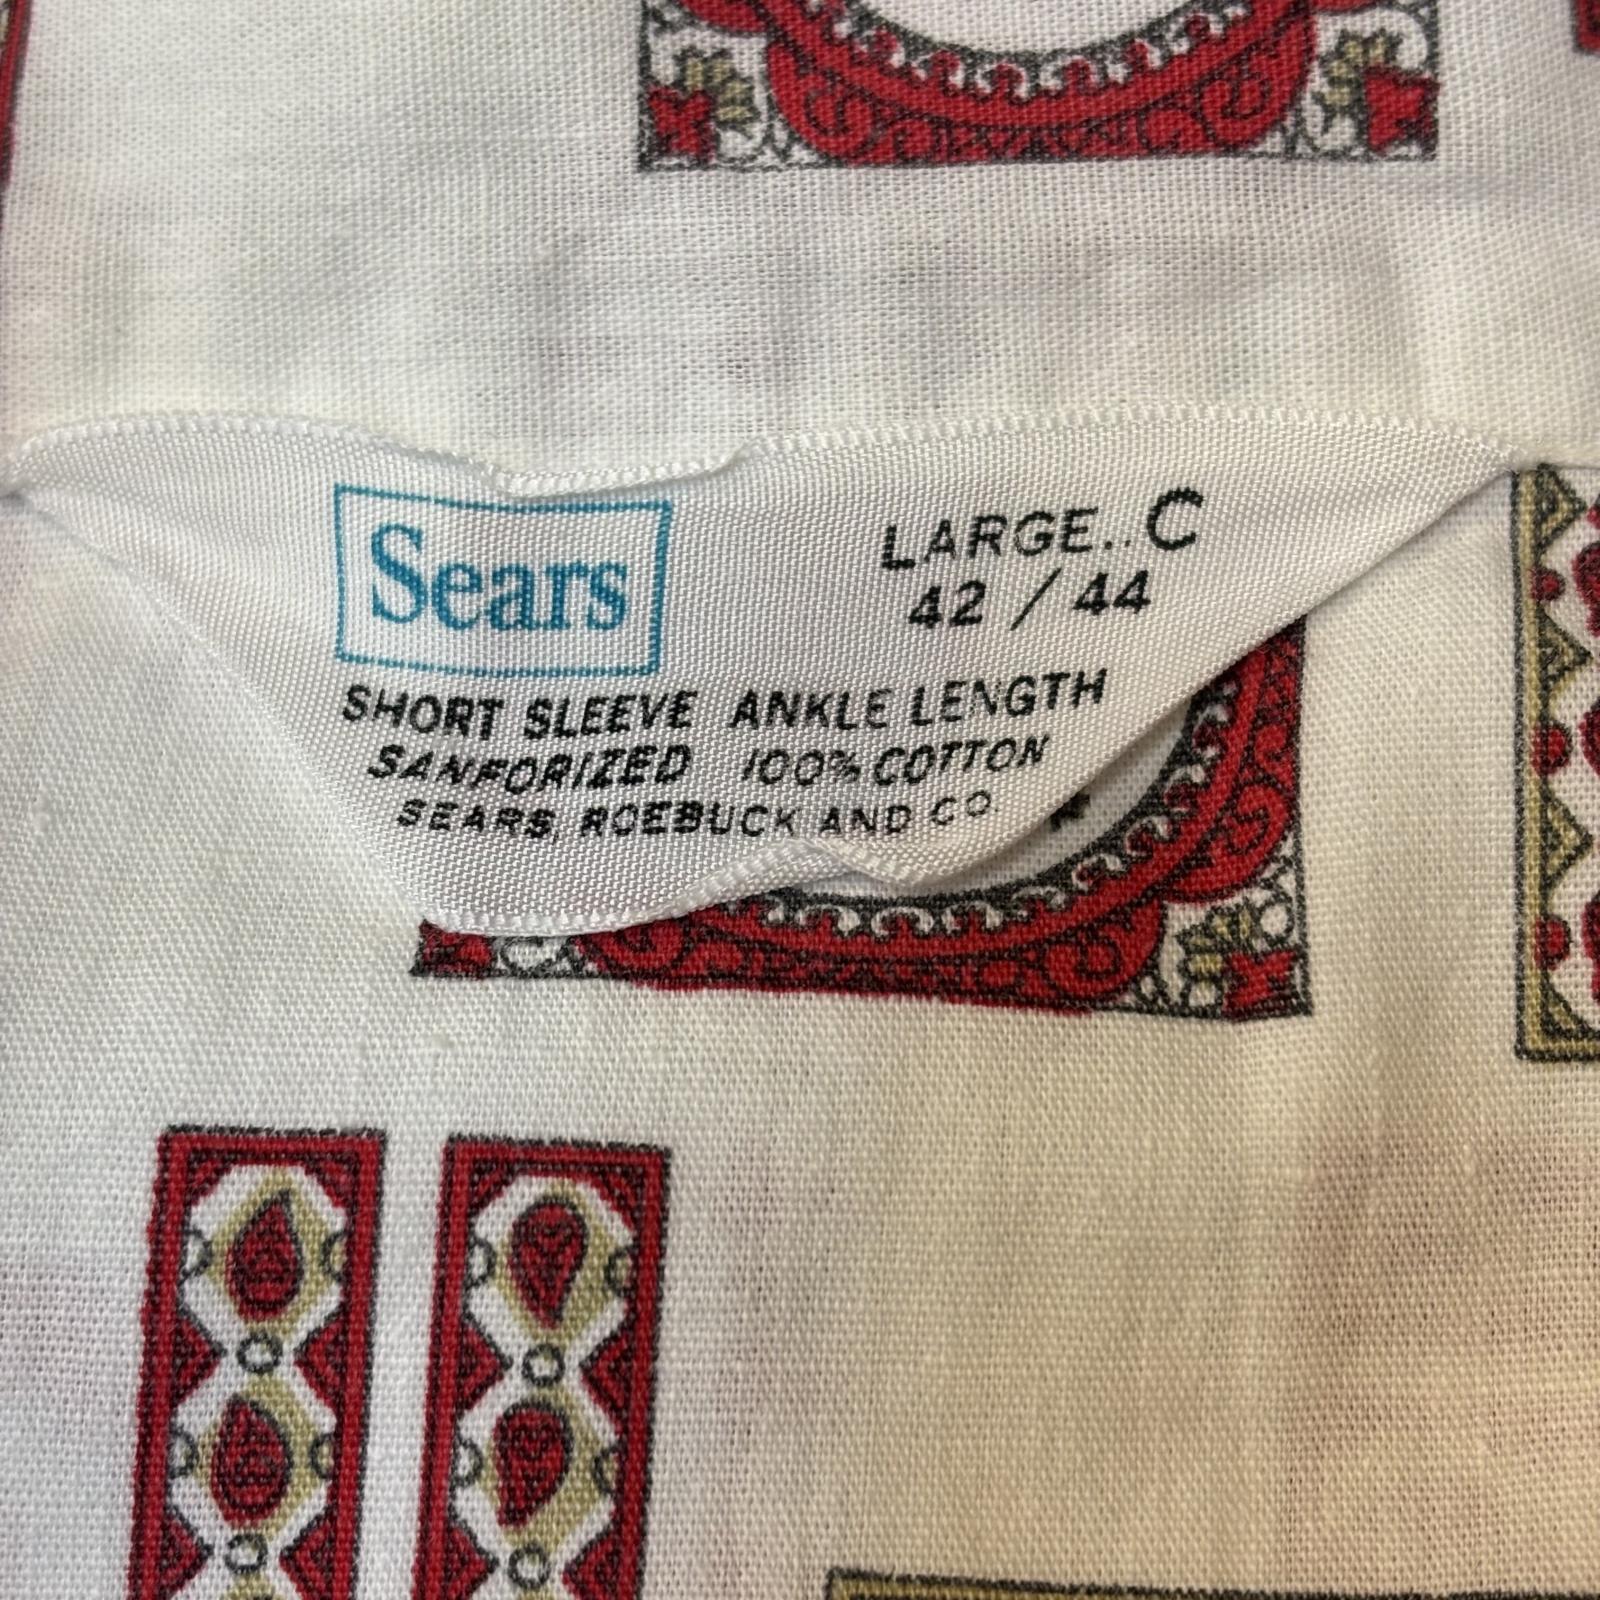 Sears
LARGE..C
42 / 44
SHORT SLEEVE ANKLE LENGTH
SANFORIZED 100% COTTON
SEARS, ROEBUCK AND CO.